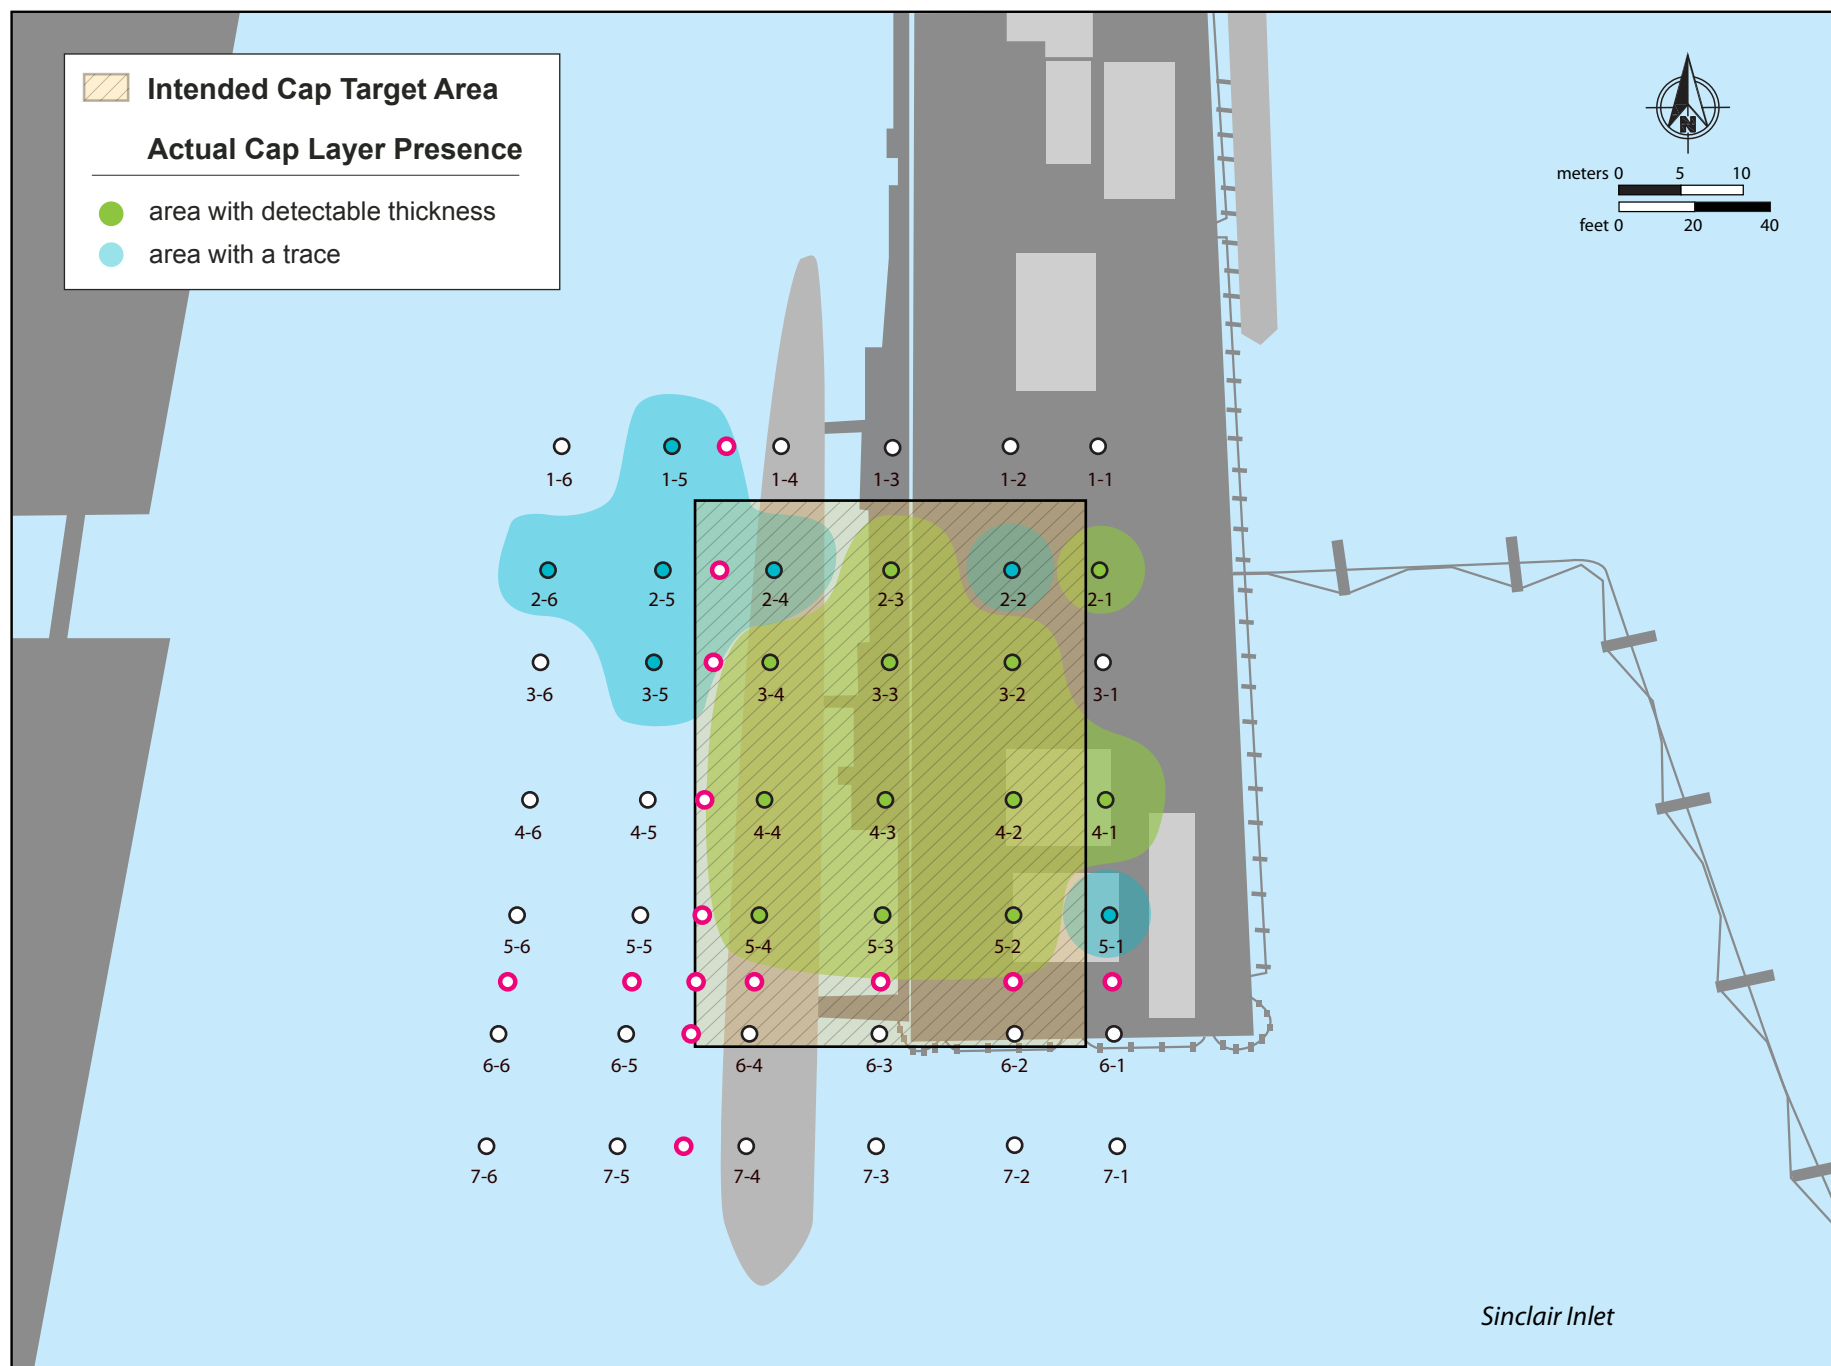 Intended Cap Target Area
Actual Cap Layer Presence
area with detectable thickness
area with a trace
N
meters 0 5 10
feet 0 20 40
1-6 1-5 1-4 1-3 1-2 1-1
2-6 2-5 2-4 2-3 2-2 2-1
3-6 3-5 3-4 3-3 3-2 3-1
4-6 4-5 4-4 4-3 4-2 4-1
5-6 5-5 5-4 5-3 5-2 5-1
6-6 6-5 6-4 6-3 6-2 6-1
7-6 7-5 7-4 7-3 7-2 7-1
Sinclair Inlet